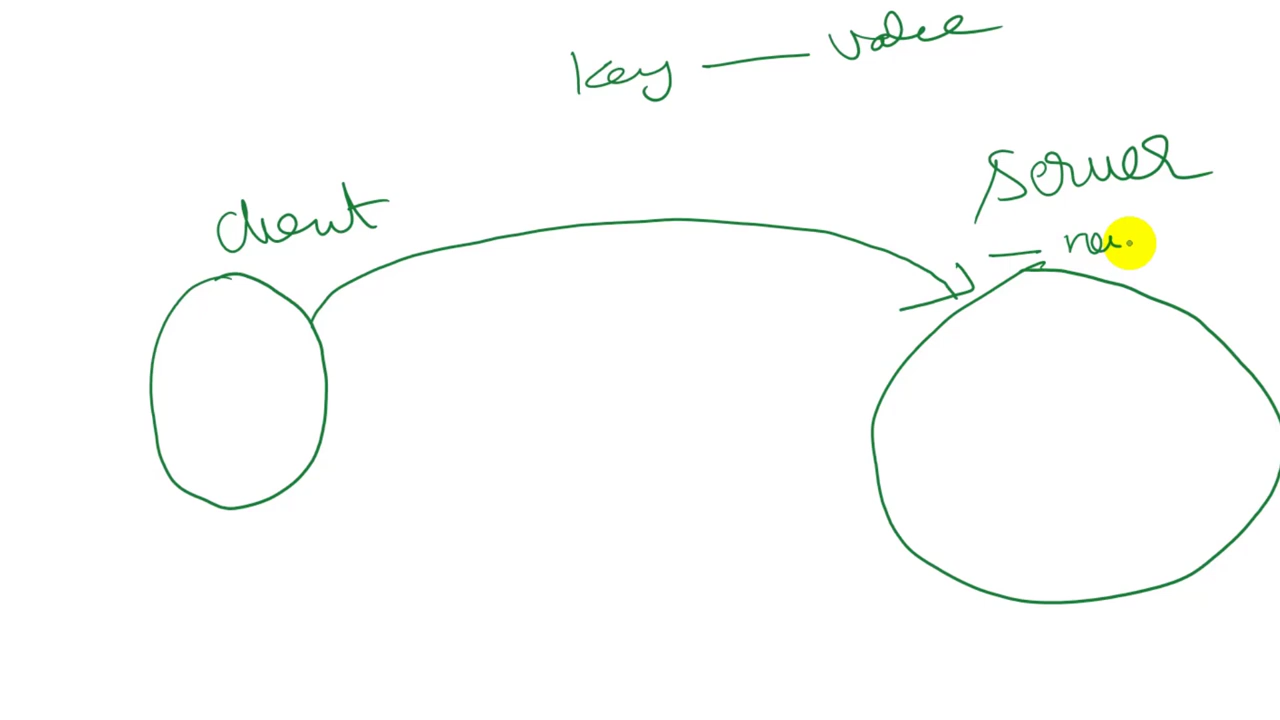 key — value
client
server